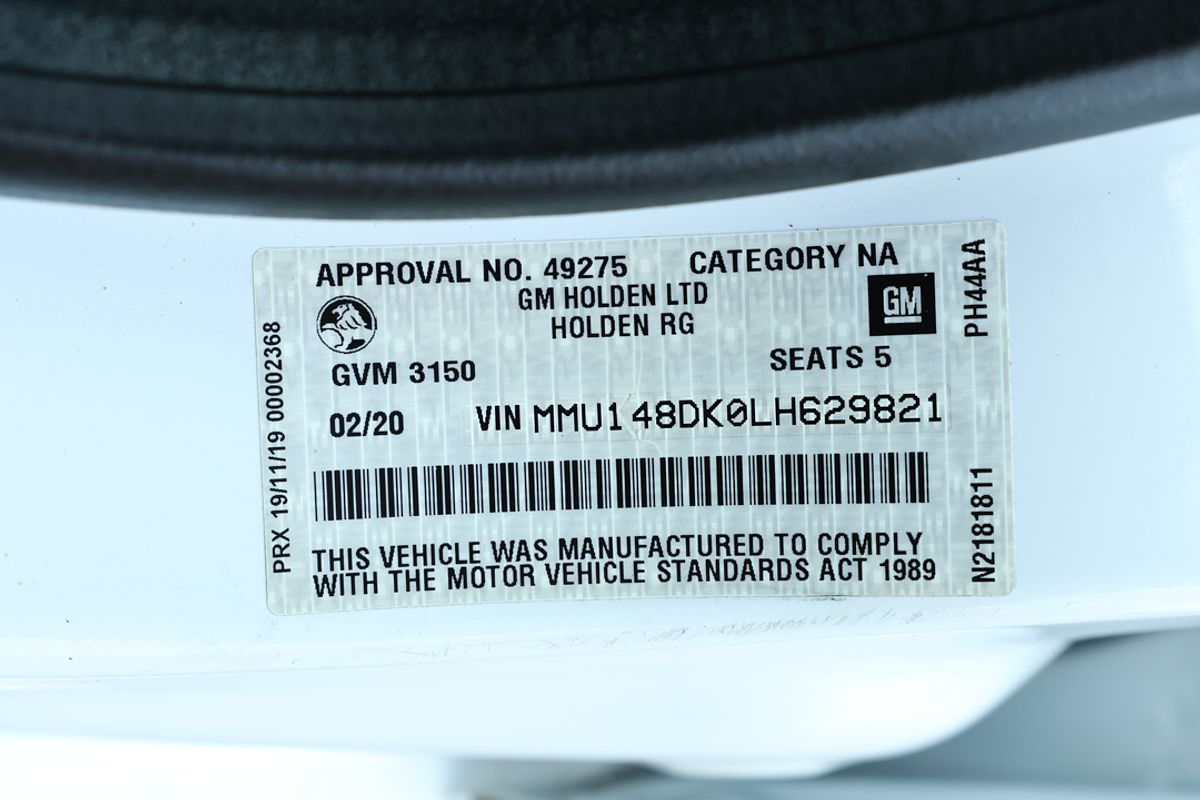 APPROVAL NO. 49275 CATEGORY NA
GM HOLDEN LTD
HOLDEN RG
GM
GVM 3150 SEATS 5
02/20 VIN MMU148DK0LH629821
THIS VEHICLE WAS MANUFACTURED TO COMPLY
WITH THE MOTOR VEHICLE STANDARDS ACT 1989
PRX 19/11/19 00002368
PH44AA
N2181811